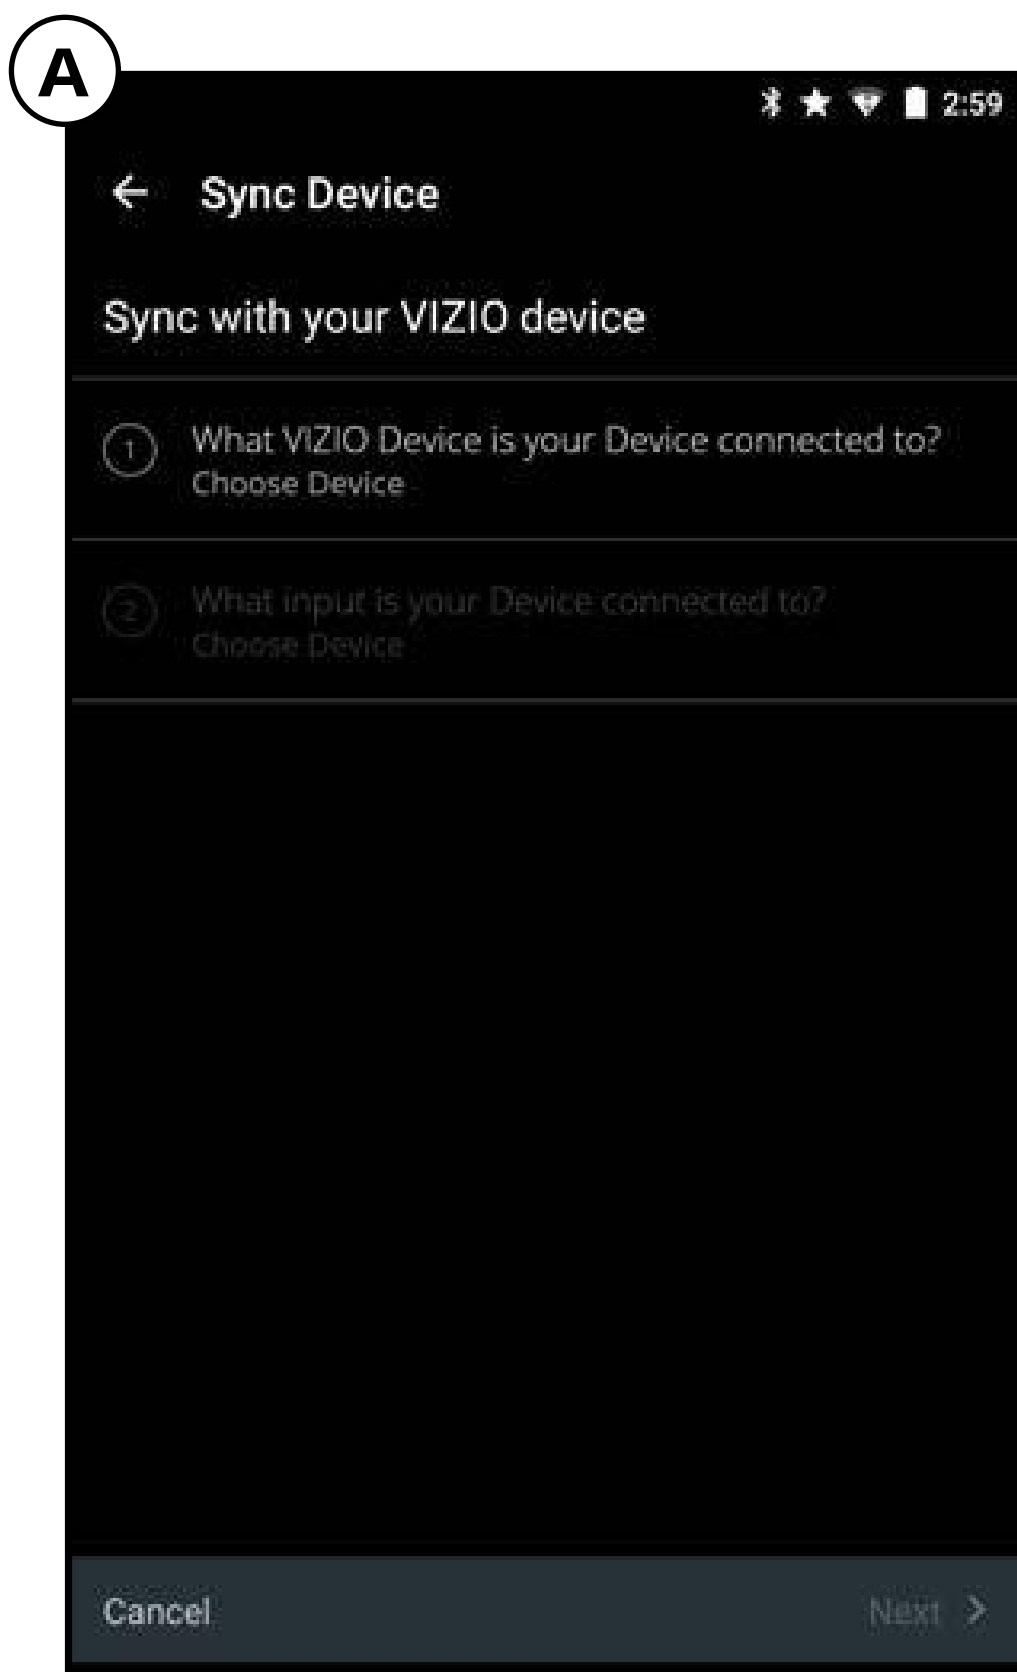 A
2:59
Sync Device
Sync with your VIZIO device
1 What VIZIO Device is your Device connected to?
Choose Device
2 What input is your Device connected to?
Choose Device
Cancel Next